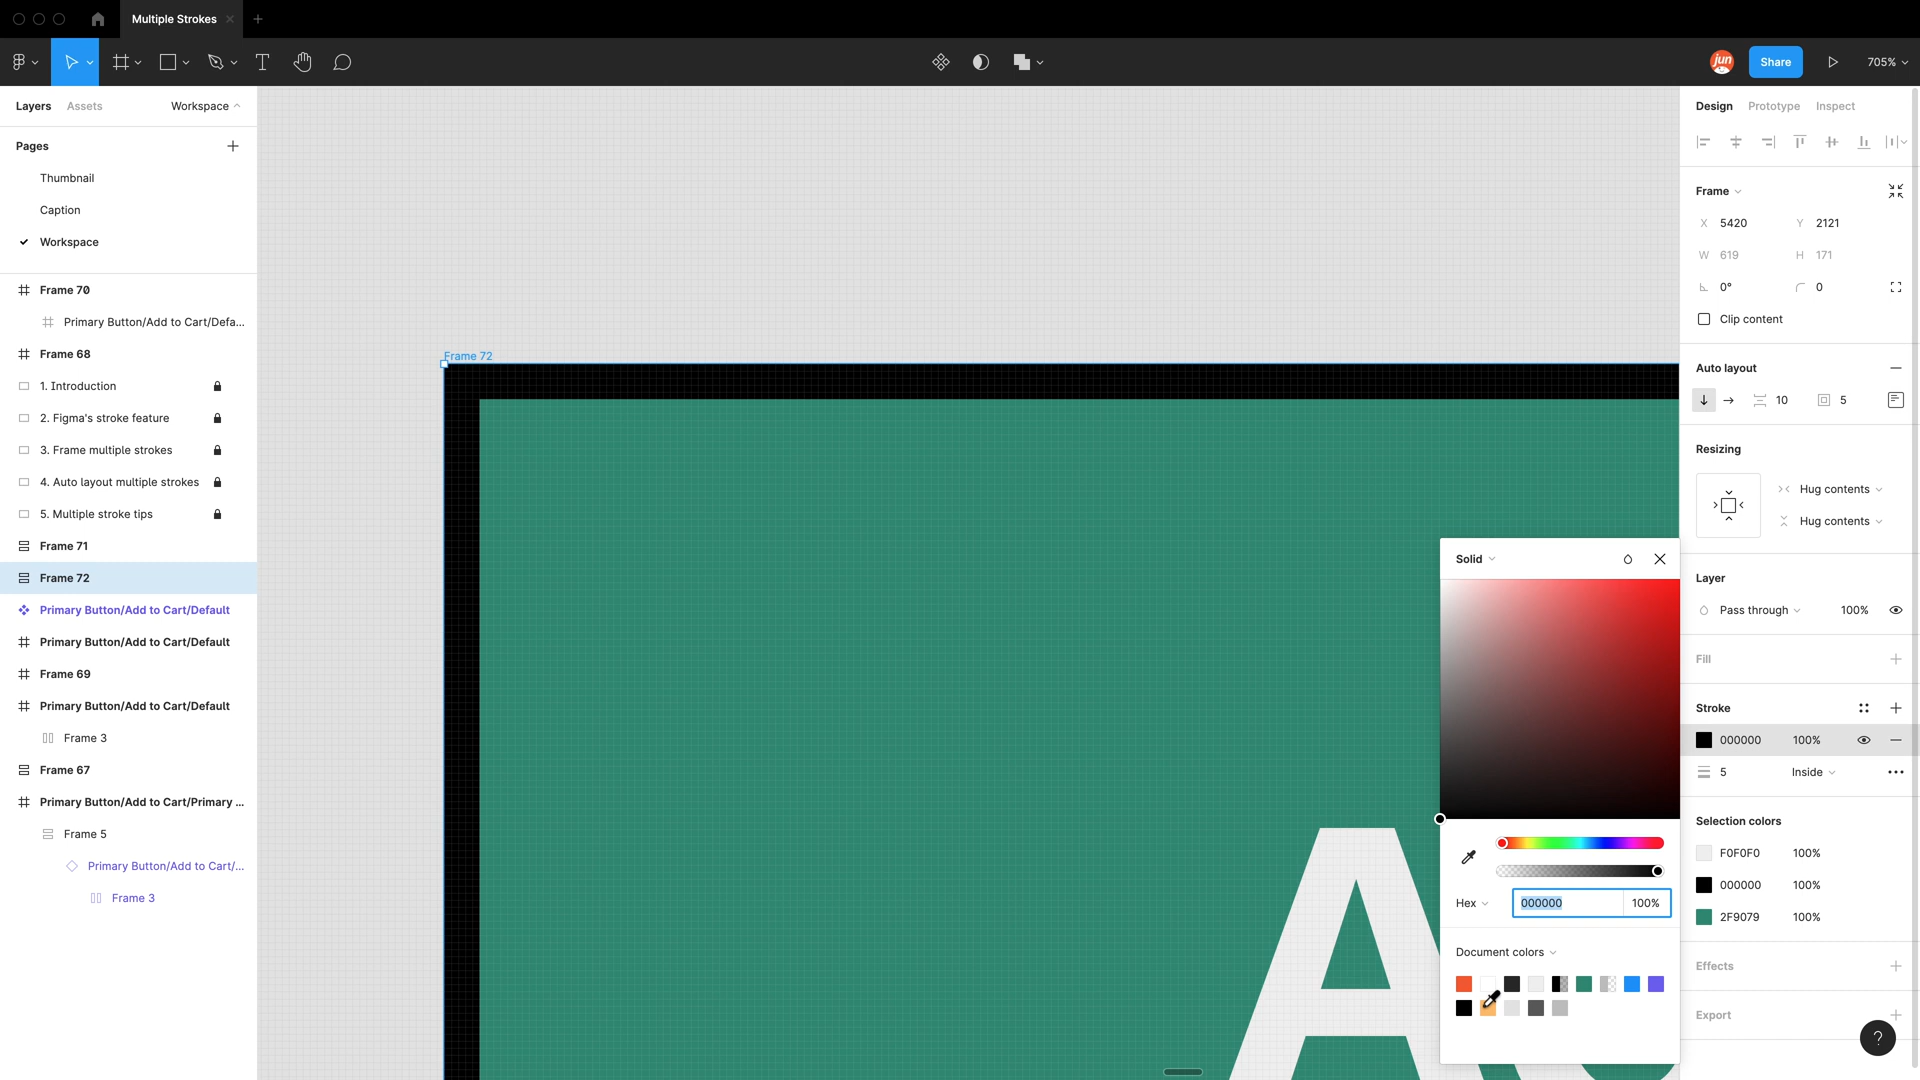 Multiple Strokes
jun
Share
705%
Layers
Assets
Workspace
Pages
Thumbnail
Caption
Workspace
Frame 70
Primary Button/Add to Cart/Defa...
Frame 68
1. Introduction
2. Figma's stroke feature
3. Frame multiple strokes
4. Auto layout multiple strokes
5. Multiple stroke tips
Frame 71
Frame 72
Primary Button/Add to Cart/Default
Primary Button/Add to Cart/Default
Frame 69
Primary Button/Add to Cart/Default
Frame 3
Frame 67
Primary Button/Add to Cart/Primary ...
Frame 5
Primary Button/Add to Cart/...
Frame 3
Frame 72
A
Solid
Hex
000000
100%
Document colors
Design
Prototype
Inspect
Frame
X 5420 Y 2121
W 619 H 171
0° 0
Clip content
Auto layout
10 5
Resizing
Hug contents
Hug contents
Layer
Pass through 100%
Fill
Stroke
000000 100%
5 Inside
Selection colors
F0F0F0 100%
000000 100%
2F9079 100%
Effects
Export
?